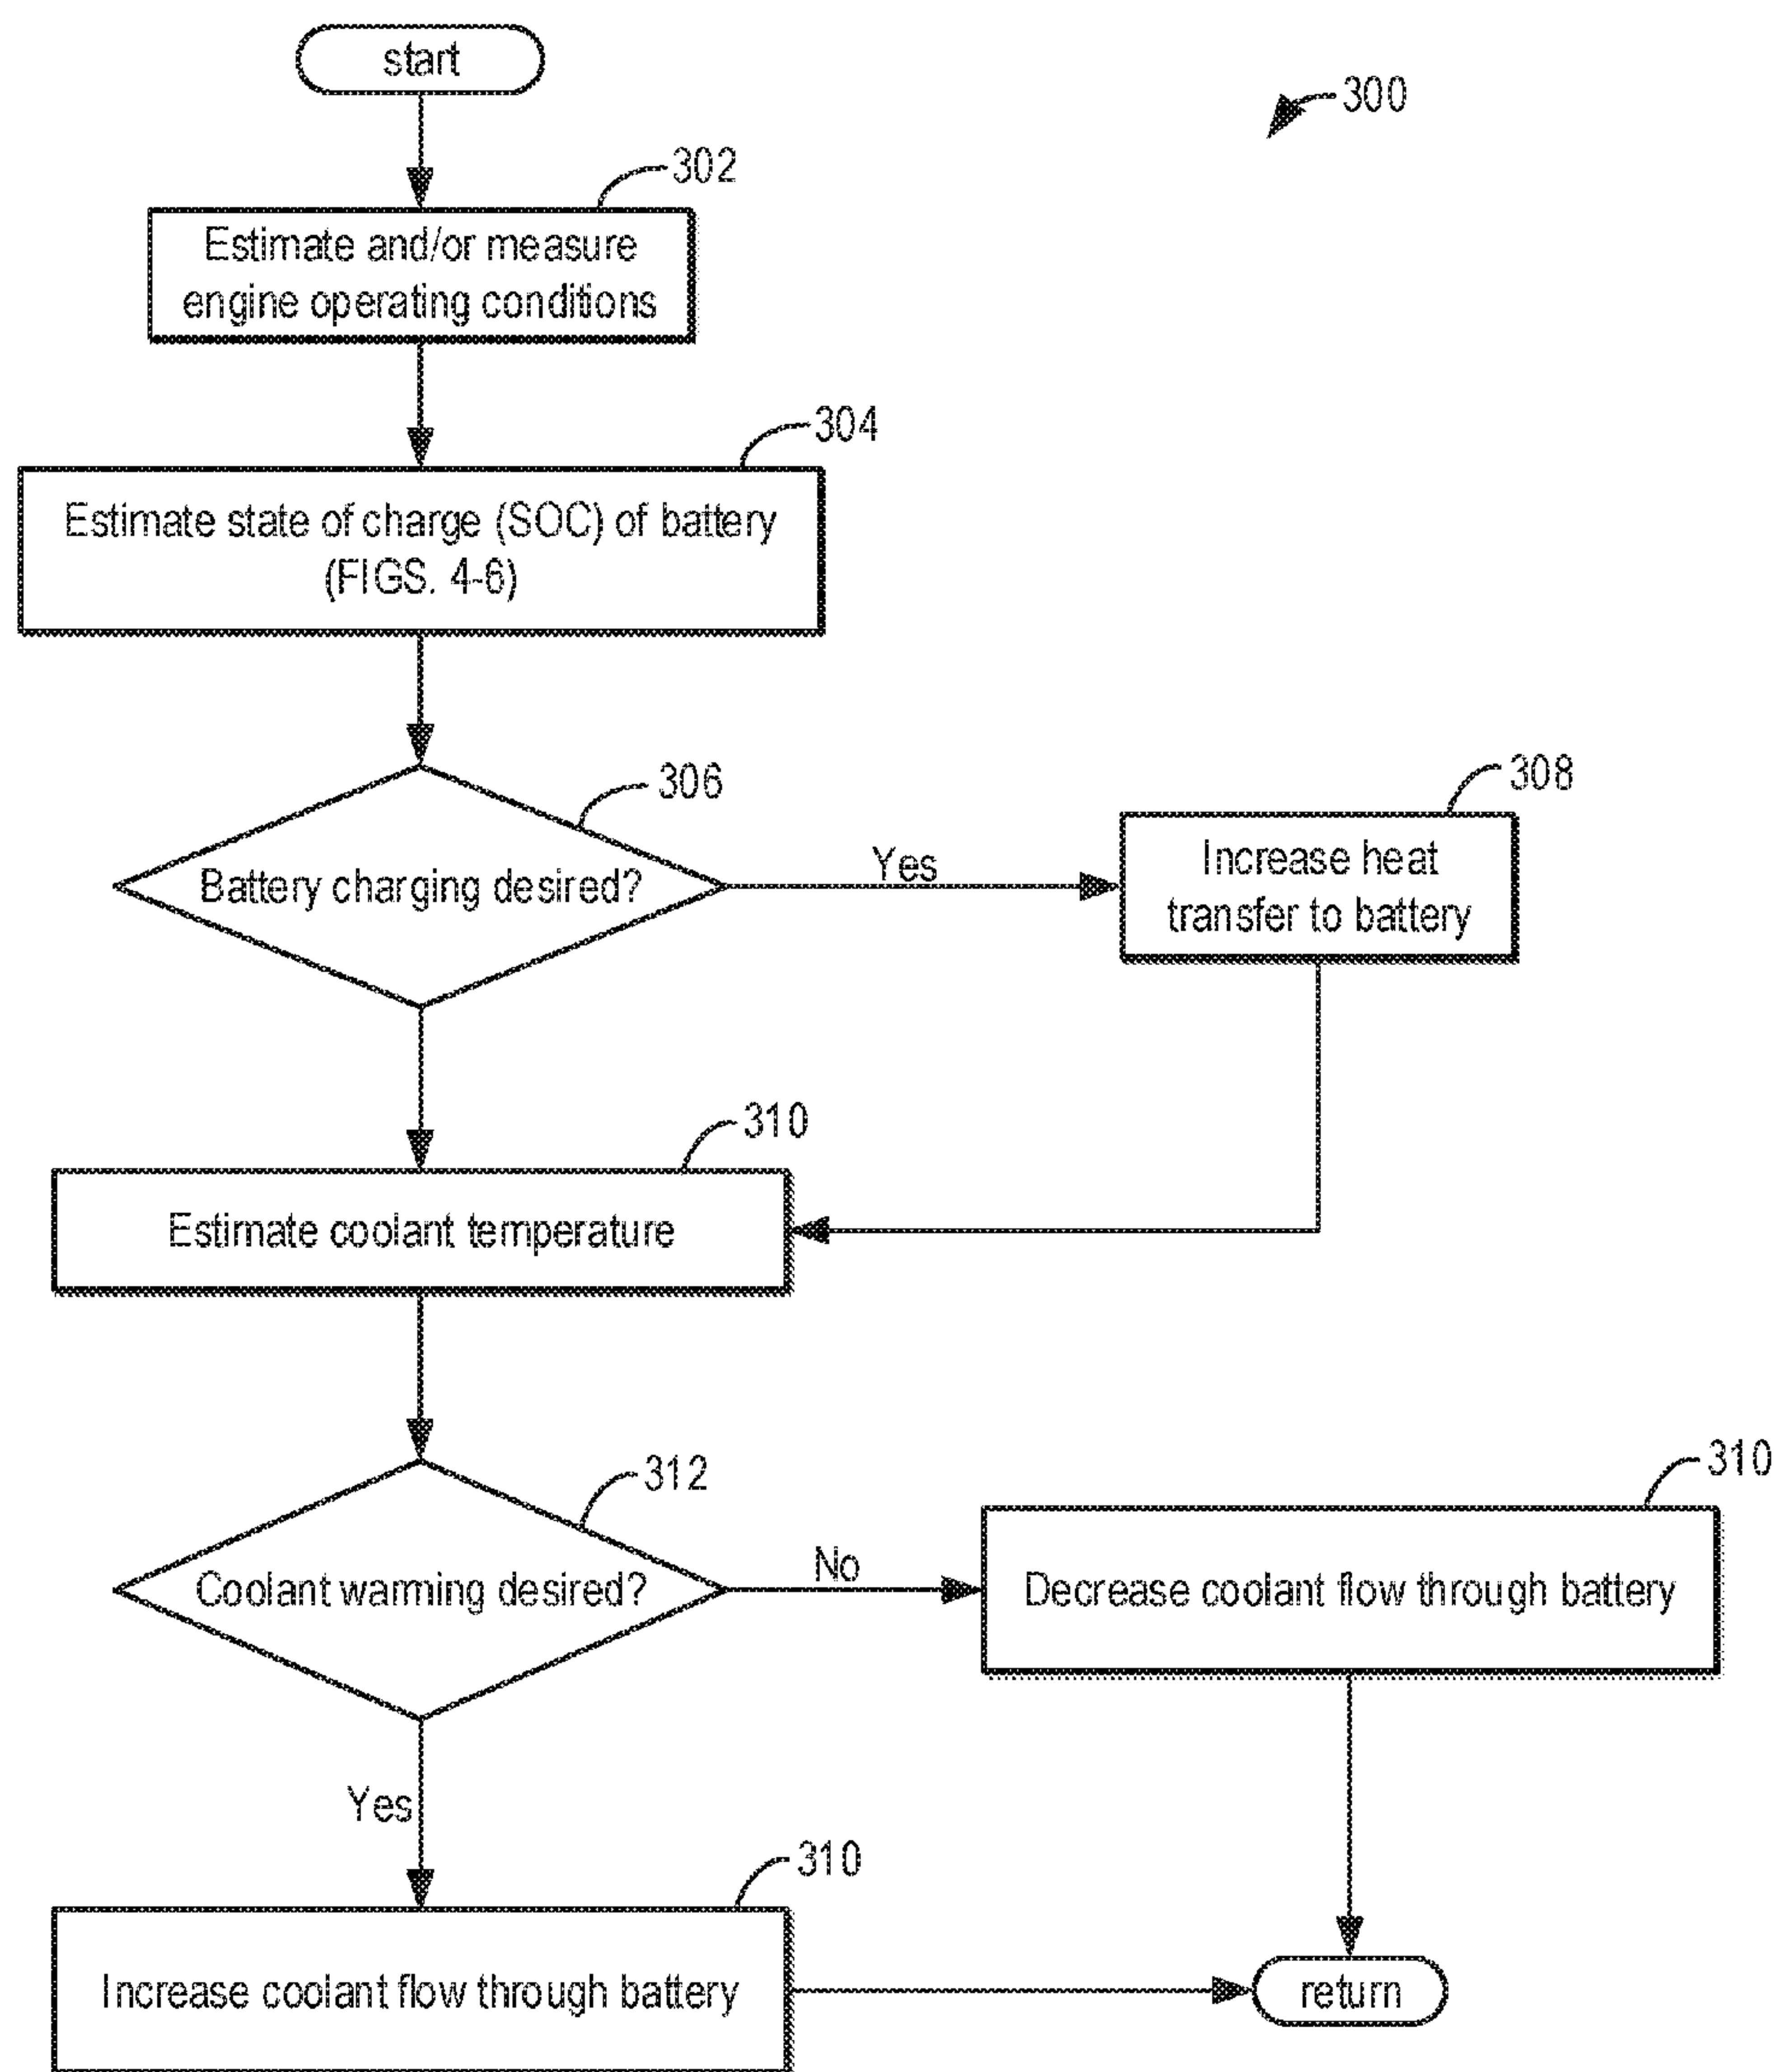 start
300
302
Estimate and/or measure
engine operating conditions
304
Estimate state of charge (SOC) of battery
(FIGS. 4-6)
306
Battery charging desired?
Yes
308
Increase heat
transfer to battery
310
Estimate coolant temperature
312
Coolant warming desired?
No
310
Decrease coolant flow through battery
Yes
310
Increase coolant flow through battery
return